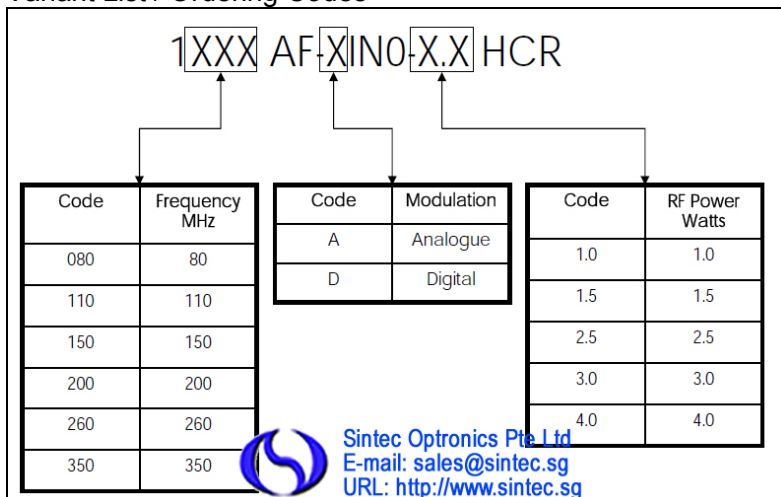 Variant List / Ordering Codes
1XXX AF-XIN0-X.X HCR
Code Frequency MHz
080 80
110 110
150 150
200 200
260 260
350 350
Code Modulation
A Analogue
D Digital
Code RF Power Watts
1.0 1.0
1.5 1.5
2.5 2.5
3.0 3.0
4.0 4.0
Sintec Optronics Pte Ltd
E-mail: sales@sintec.sg
URL: http://www.sintec.sg